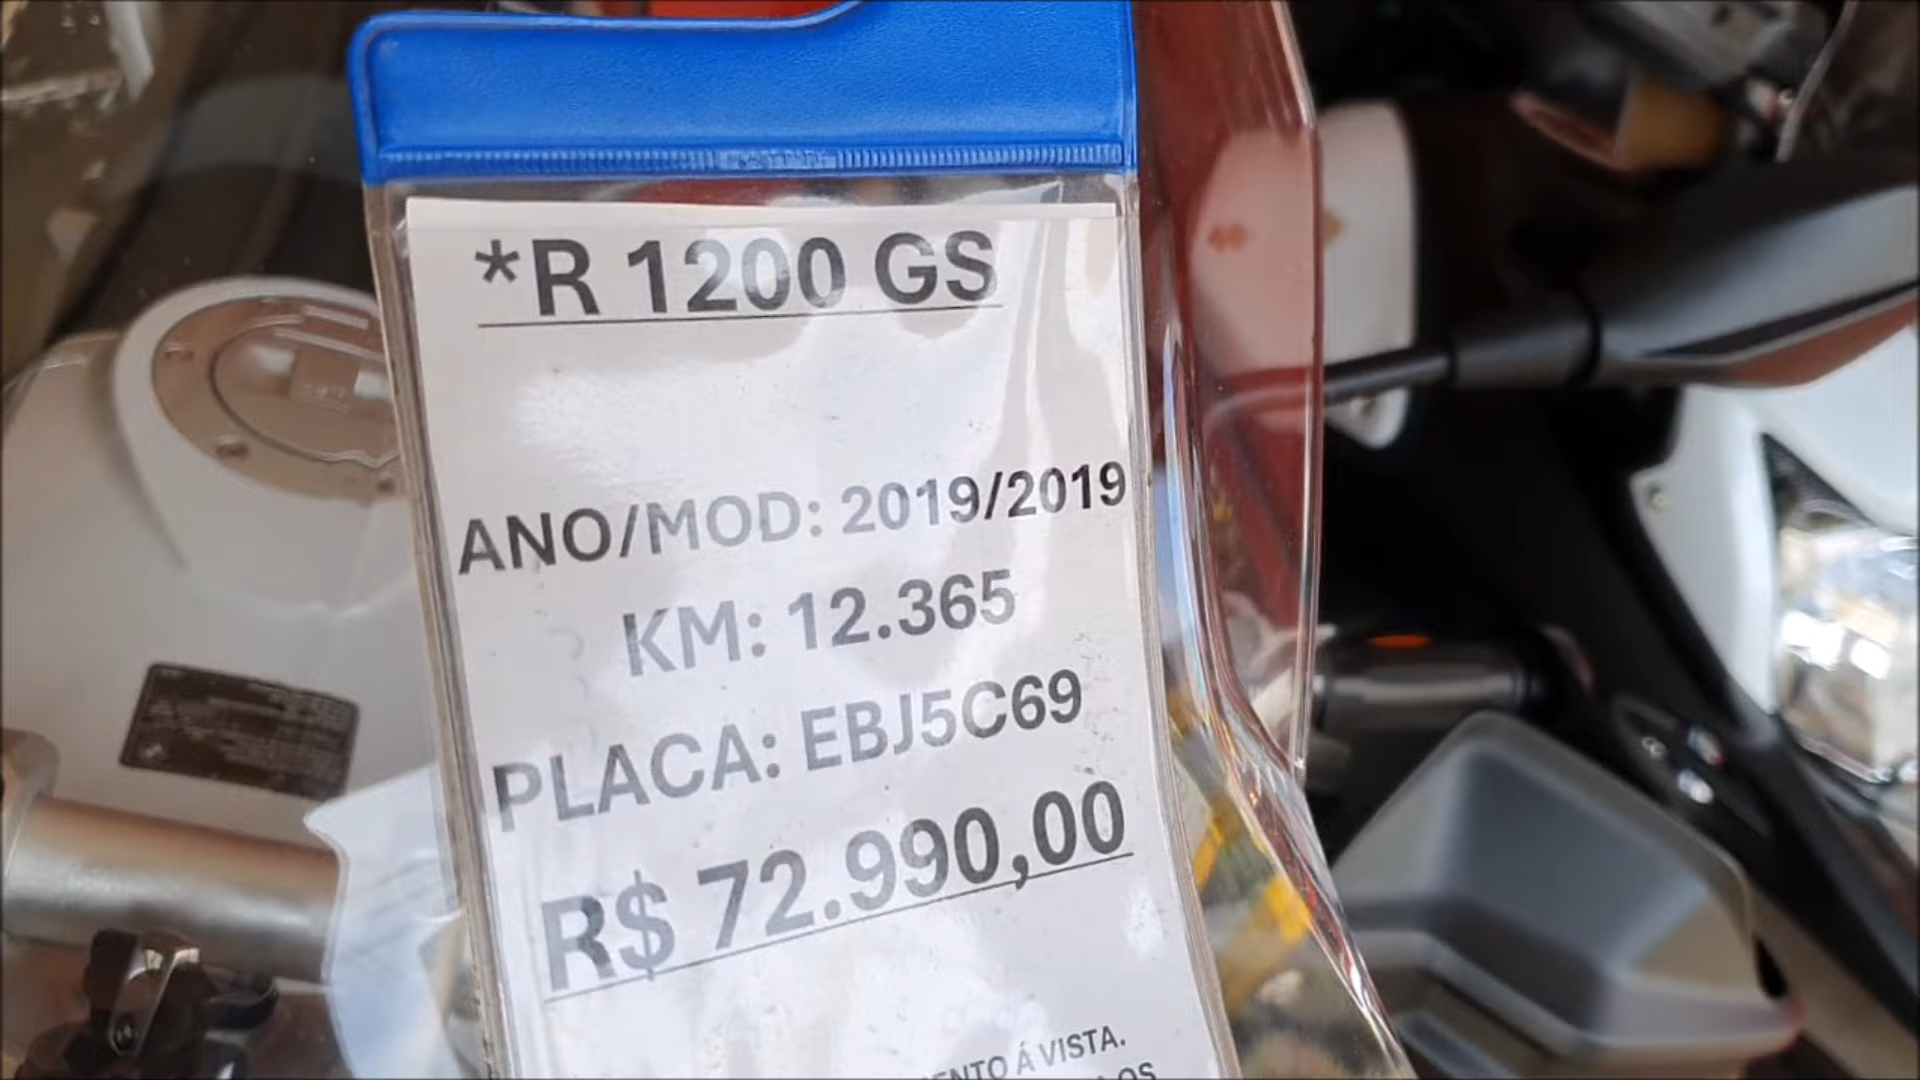 *R 1200 GS
ANO/MOD: 2019/2019
KM: 12.365
PLACA: EBJ5C69
R$ 72.990,00
Á VISTA.